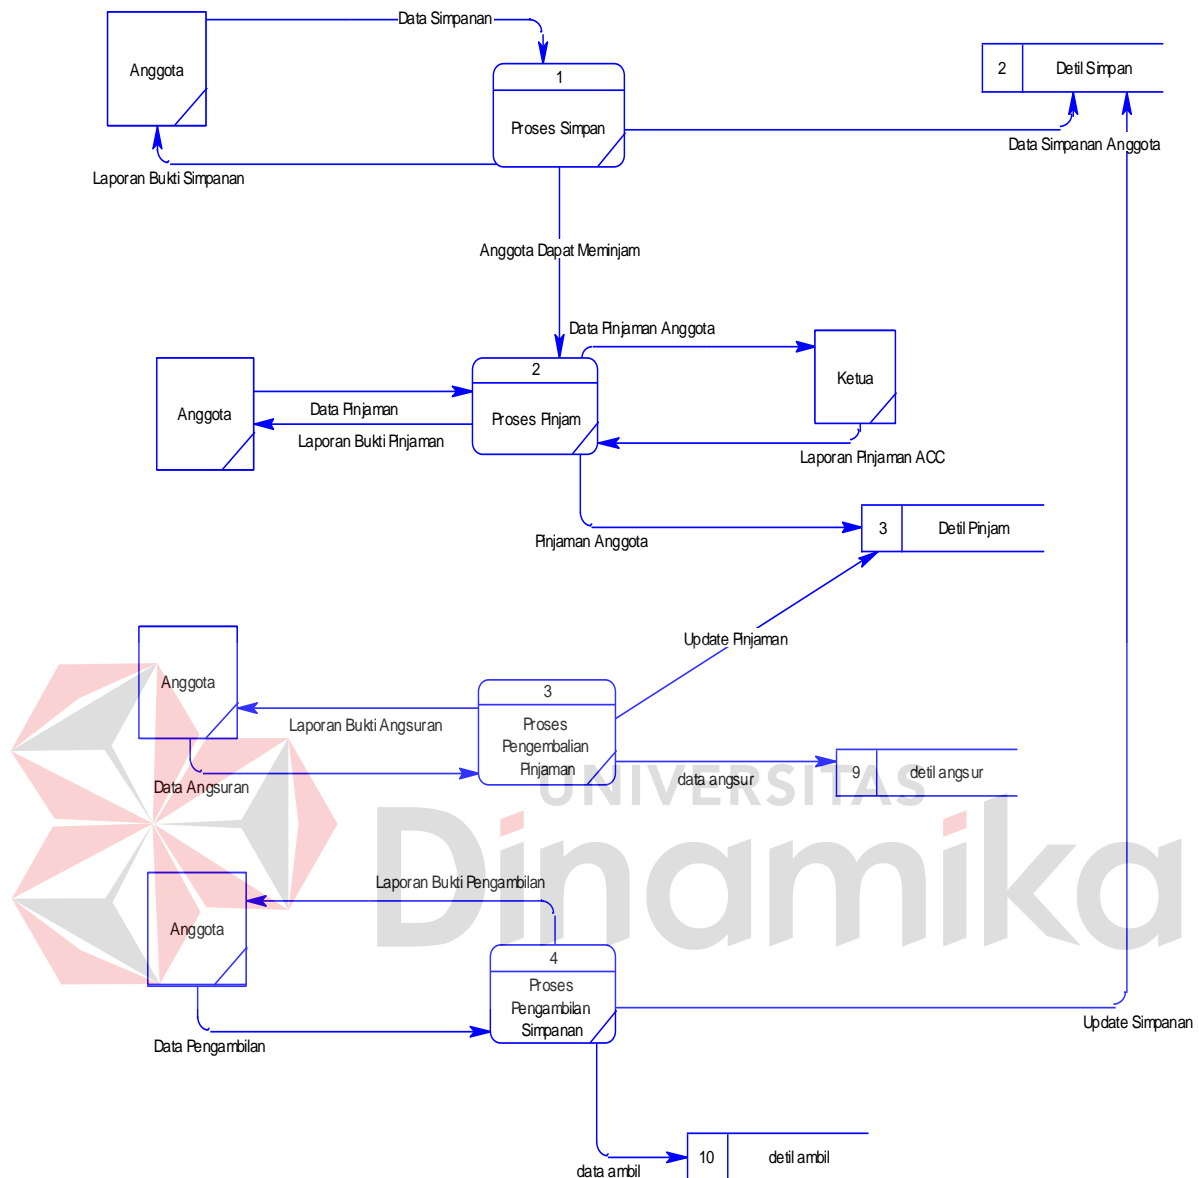 Data Simpanan
Anggota
1
Proses Simpan
2
Detil Simpan
Data Simpanan Anggota
Laporan Bukti Simpanan
Anggota Dapat Meminjam
Data Pinjaman Anggota
Anggota
Data Pinjaman
Laporan Bukti Pinjaman
2
Proses Pinjam
Ketua
Laporan Pinjaman ACC
Pinjaman Anggota
3
Detil Pinjam
Update Pinjaman
Anggota
Laporan Bukti Angsuran
Data Angsuran
3
Proses
Pengembalian
Pinjaman
data angsur
9
detil angsur
UNIVERSITAS
Dinamika
Laporan Bukti Pengambilan
Anggota
4
Proses
Pengambilan
Simpanan
Data Pengambilan
Update Simpanan
data ambil
10
detil ambil